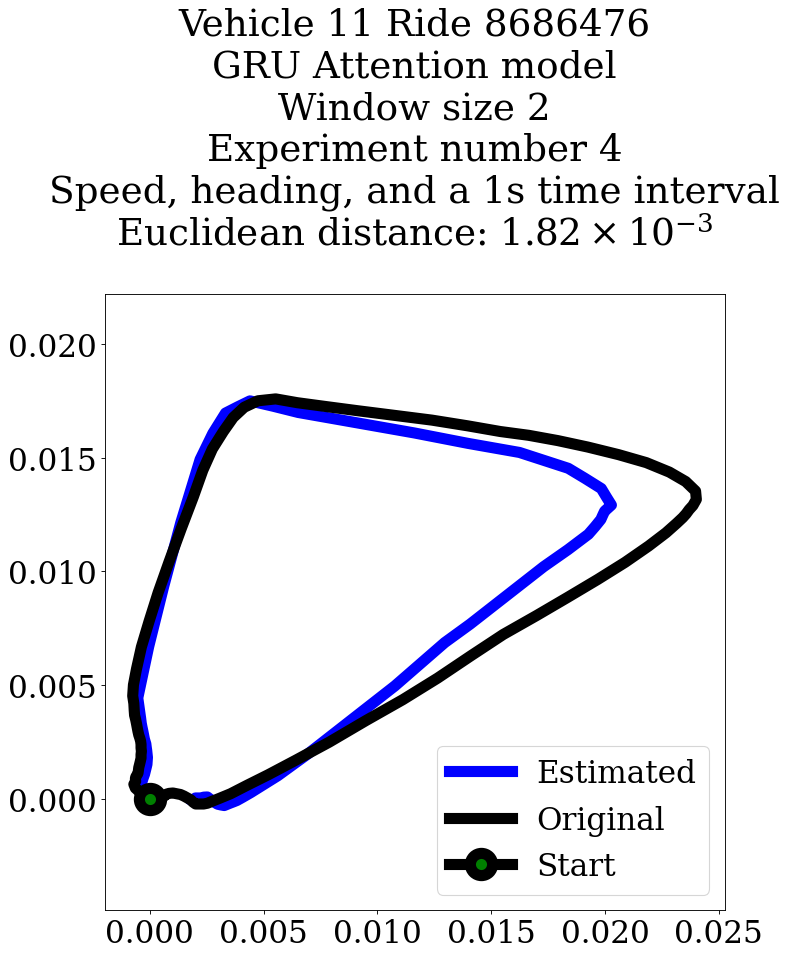 Vehicle 11 Ride 8686476
GRU Attention model
Window size 2
Experiment number 4
Speed, heading, and a 1s time interval
Euclidean distance: 1.82 × 10⁻³
0.020
0.015
0.010
0.005
0.000
Estimated
Original
Start
0.000 0.005 0.010 0.015 0.020 0.025